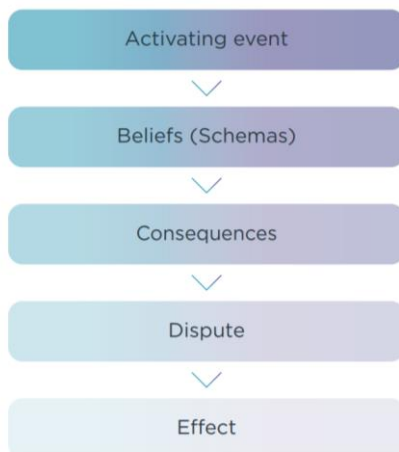 Activating event
Beliefs (Schemas)
Consequences
Dispute
Effect